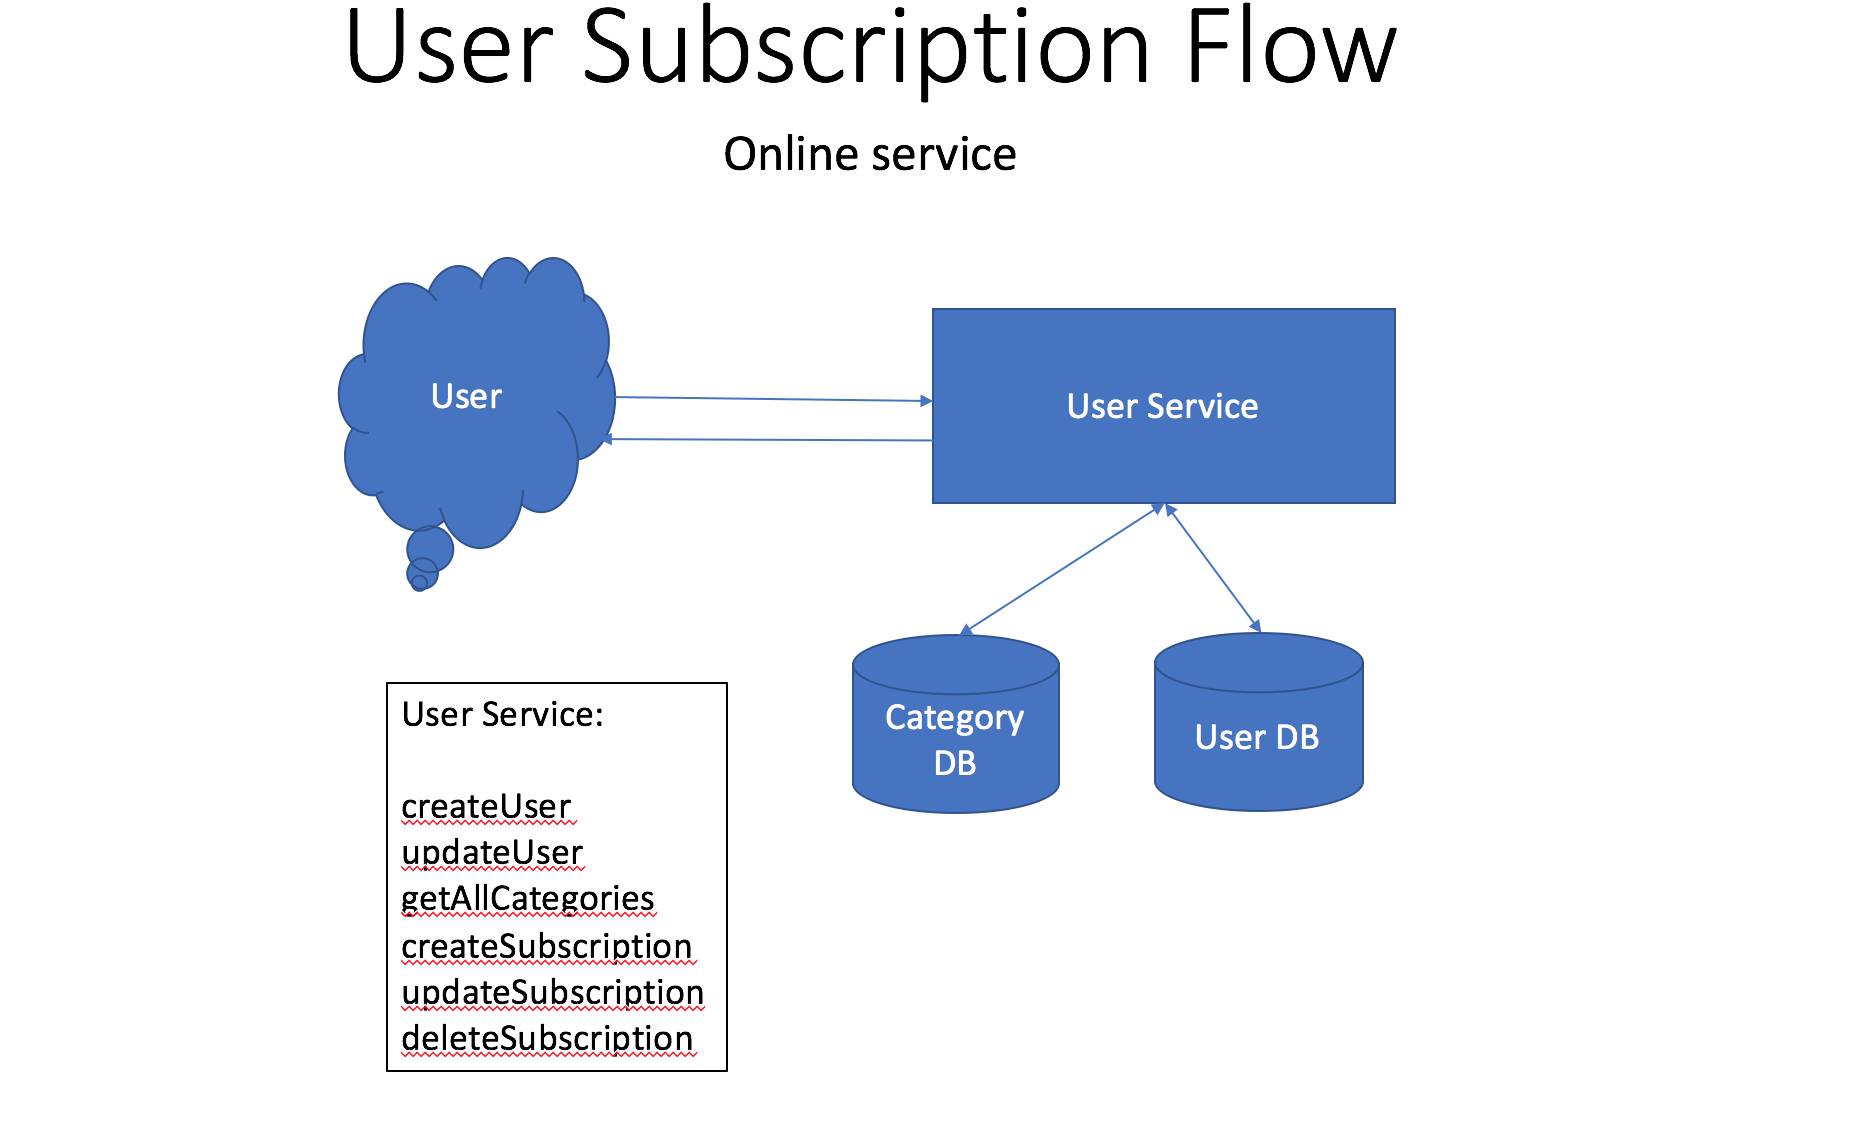 User Subscription Flow
Online service
User
User Service
Category
DB
User DB
User Service:
createUser
updateUser
getAllCategories
createSubscription
updateSubscription
deleteSubscription